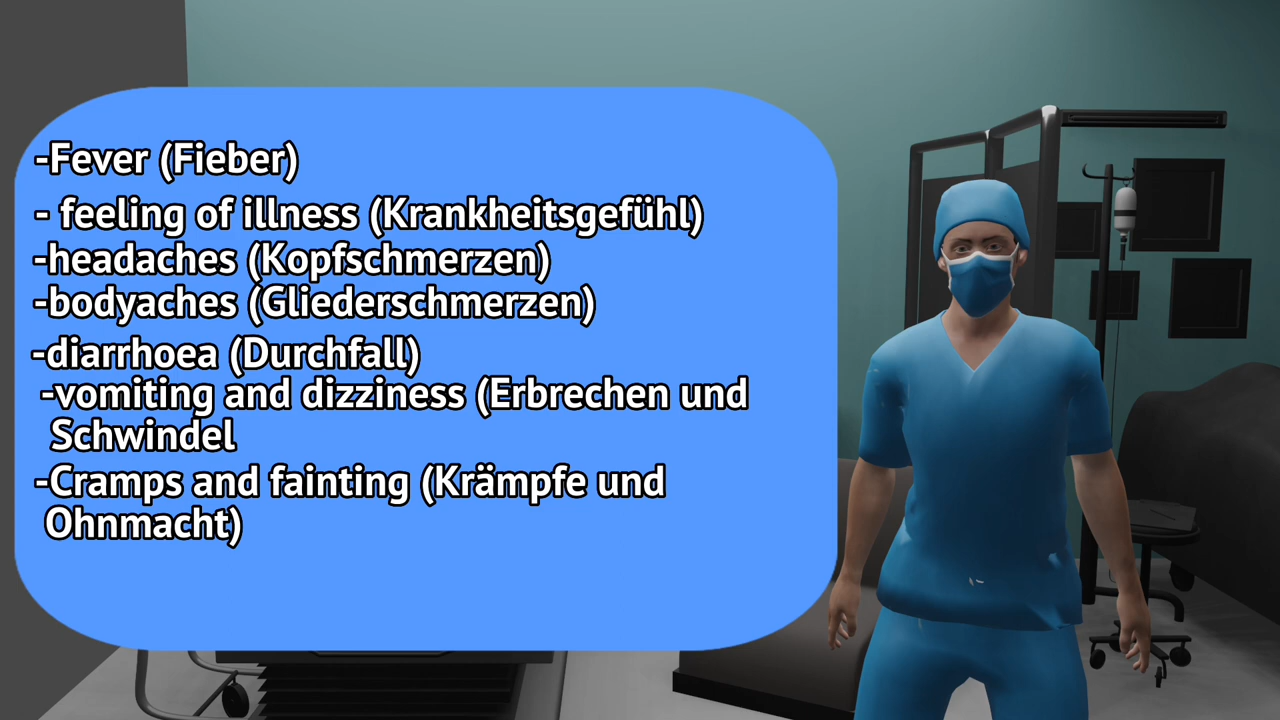 -Fever (Fieber)
- feeling of illness (Krankheitsgefühl)
-headaches (Kopfschmerzen)
-bodyaches (Gliederschmerzen)
-diarrhoea (Durchfall)
-vomiting and dizziness (Erbrechen und
Schwindel
-Cramps and fainting (Krämpfe und
Ohnmacht)